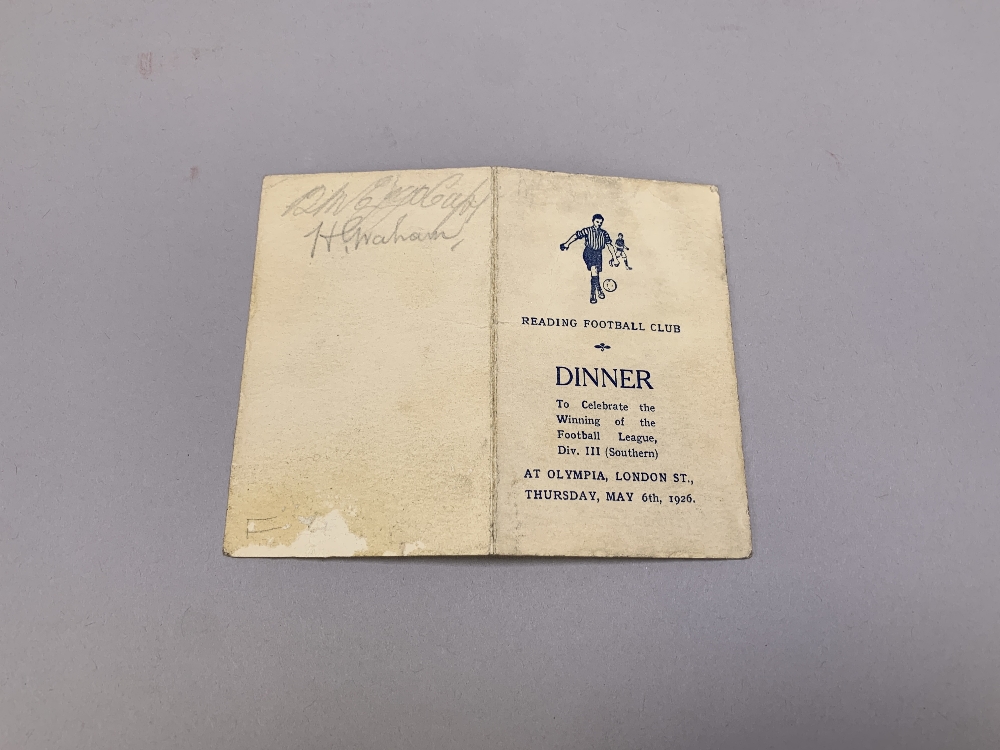 H Graham
READING FOOTBALL CLUB
DINNER
To Celebrate the
Winning of the
Football League,
Div. III (Southern)
AT OLYMPIA, LONDON ST.,
THURSDAY, MAY 6th, 1926.